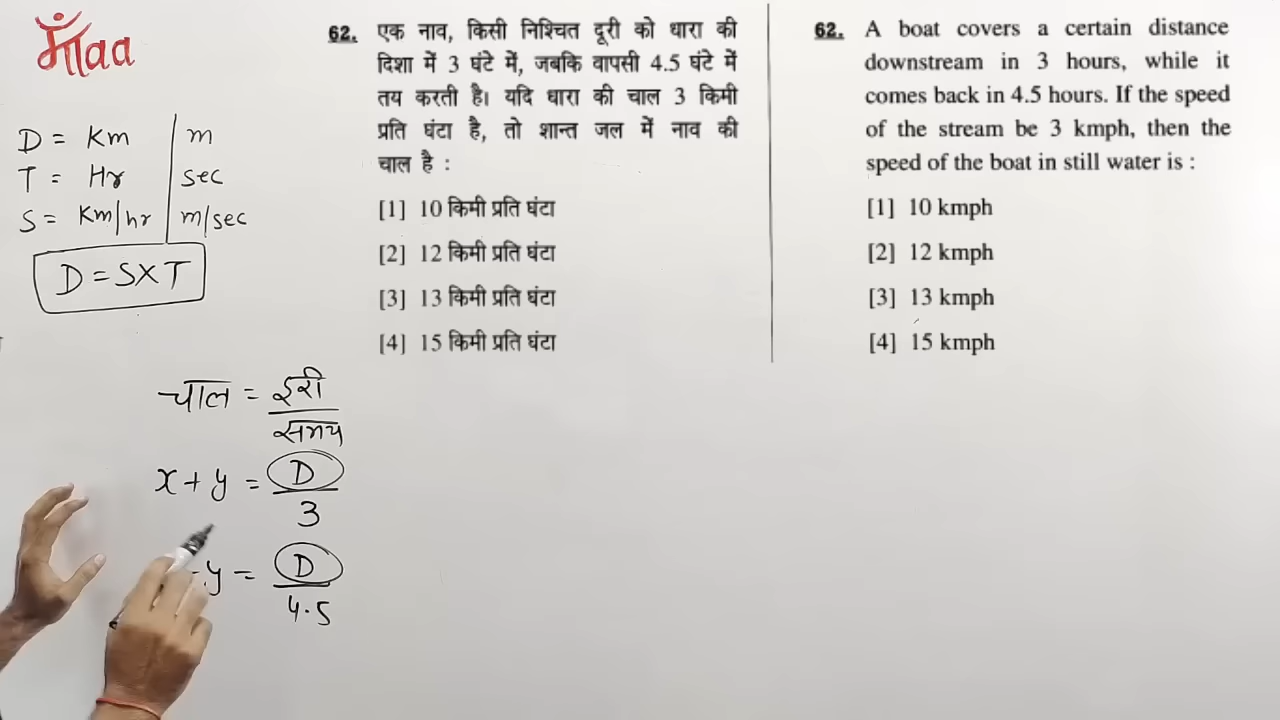 माँaa
D = Km | m
T = Hr | sec
S = Km/hr | m/sec
D = S×T
62. एक नाव, किसी निश्चित दूरी को धारा की
दिशा में 3 घंटे में, जबकि वापसी 4.5 घंटे में
तय करती है। यदि धारा की चाल 3 किमी
प्रति घंटा है, तो शान्त जल में नाव की
चाल है :
[1] 10 किमी प्रति घंटा
[2] 12 किमी प्रति घंटा
[3] 13 किमी प्रति घंटा
[4] 15 किमी प्रति घंटा
62. A boat covers a certain distance
downstream in 3 hours, while it
comes back in 4.5 hours. If the speed
of the stream be 3 kmph, then the
speed of the boat in still water is :
[1] 10 kmph
[2] 12 kmph
[3] 13 kmph
[4] 15 kmph
चाल = दूरी
समय
x + y = D
3
- y = D
4.5